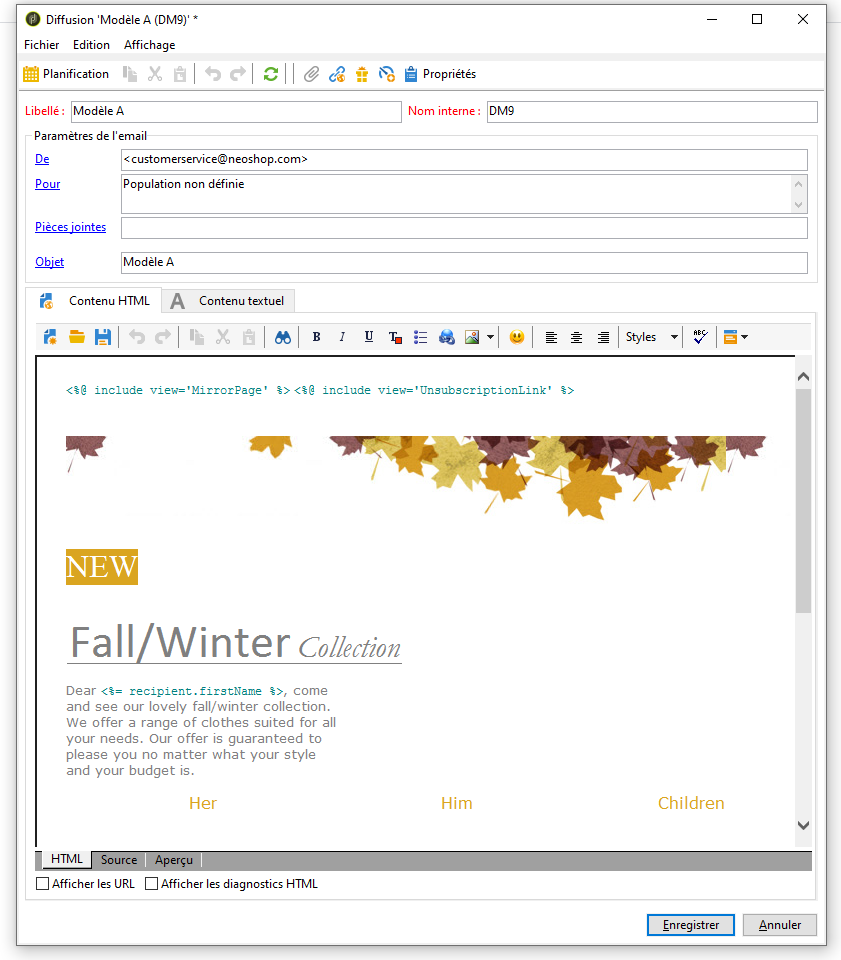 Diffusion 'Modèle A (DM9)' *
Fichier Edition Affichage
Planification Propriétés
Libellé : Modèle A Nom interne : DM9
Paramètres de l'email
De <customerservice@neoshop.com>
Pour Population non définie
Pièces jointes
Objet Modèle A
Contenu HTML A Contenu textuel
B I U T Styles ABC
<%@ include view='MirrorPage' %> <%@ include view='UnsubscriptionLink' %>
NEW
Fall/Winter Collection
Dear <%= recipient.firstName %>, come
and see our lovely fall/winter collection.
We offer a range of clothes suited for all
your needs. Our offer is guaranteed to
please you no matter what your style
and your budget is.
Her Him Children
HTML Source Aperçu
Afficher les URL Afficher les diagnostics HTML
Enregistrer Annuler